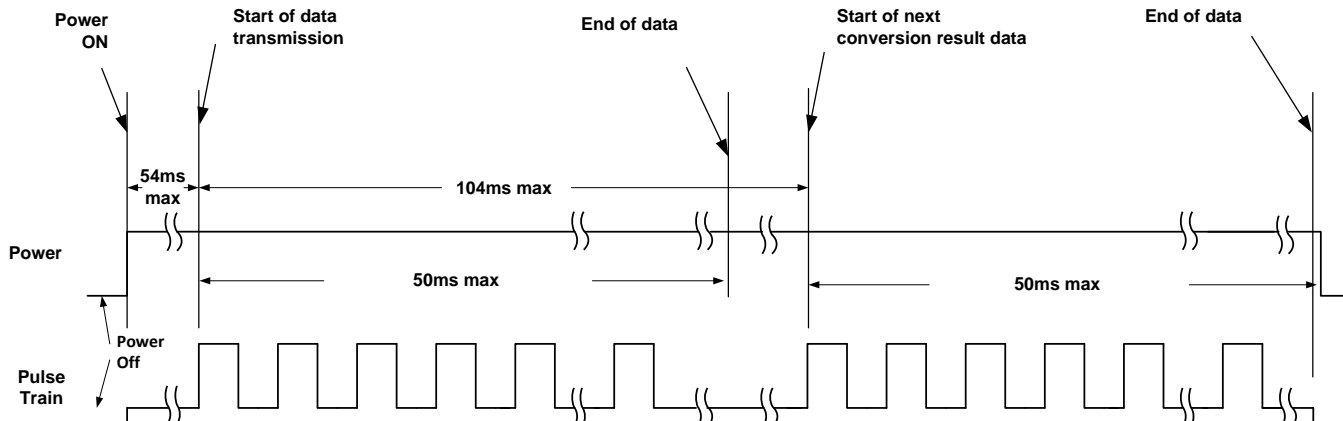 Power
ON
Start of data
transmission
End of data
Start of next
conversion result data
End of data
54ms
max
104ms max
Power
50ms max
50ms max
Power
Off
Pulse
Train